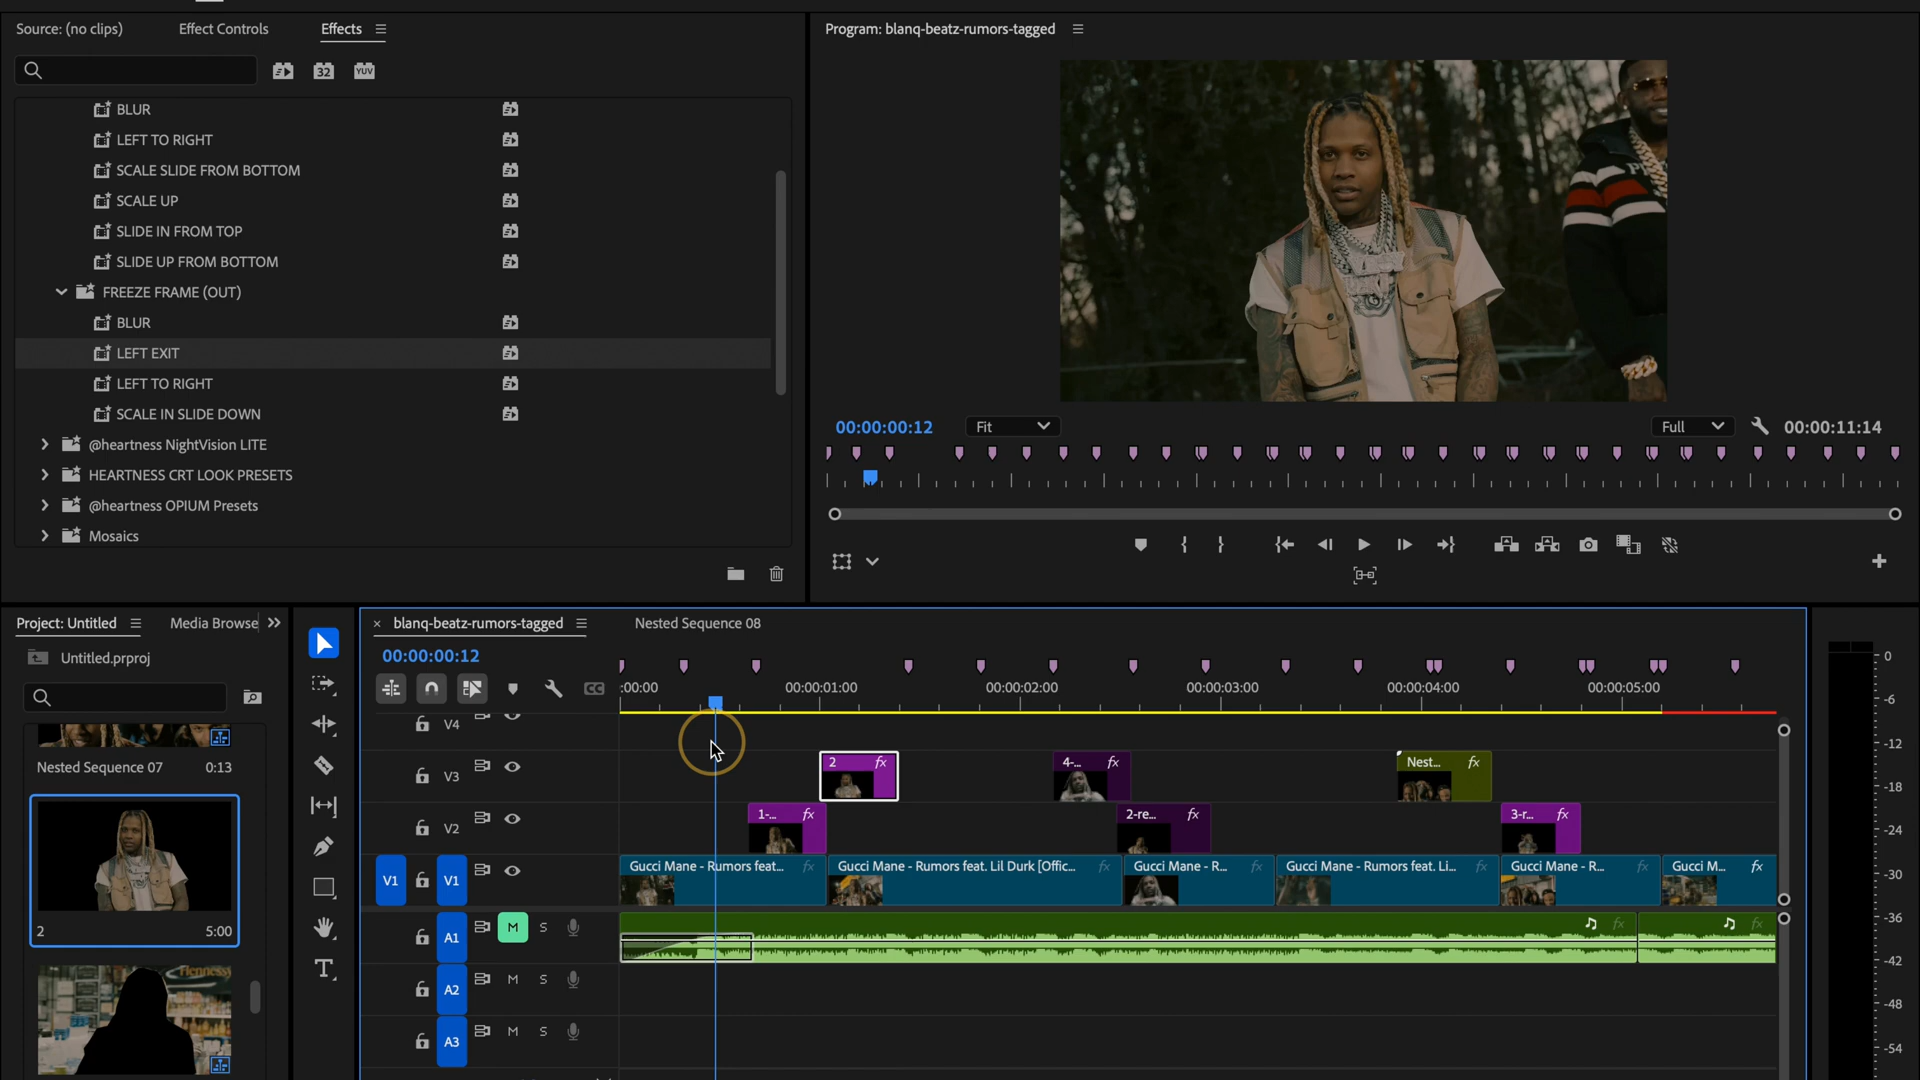 Source: (no clips)
Effect Controls
Effects
Program: blanq-beatz-rumors-tagged
32
YUV
BLUR
LEFT TO RIGHT
SCALE SLIDE FROM BOTTOM
SCALE UP
SLIDE IN FROM TOP
SLIDE UP FROM BOTTOM
FREEZE FRAME (OUT)
BLUR
LEFT EXIT
LEFT TO RIGHT
SCALE IN SLIDE DOWN
@heartness NightVision LITE
HEARTNESS CRT LOOK PRESETS
@heartness OPIUM Presets
Mosaics
00:00:00:12
Fit
Full
00:00:11:14
Project: Untitled
Media Browse
Untitled.prproj
Nested Sequence 07
0:13
2
5:00
Hennessy
T
blanq-beatz-rumors-tagged
Nested Sequence 08
00:00:00:12
CC
:00:00
00:00:01:00
00:00:02:00
00:00:03:00
00:00:04:00
00:00:05:00
V4
V3
2 fx
4-... fx
Nest... fx
V2
1-... fx
2-re... fx
3-r... fx
V1
V1
Gucci Mane - Rumors feat... fx
Gucci Mane - Rumors feat. Lil Durk [Offic... fx
Gucci Mane - R... fx
Gucci Mane - Rumors feat. Li... fx
Gucci Mane - R... fx
Gucci M... fx
A1
M S
fx
fx
A2
M S
A3
M S
0
-6
-12
-18
-24
-30
-36
-42
-48
-54